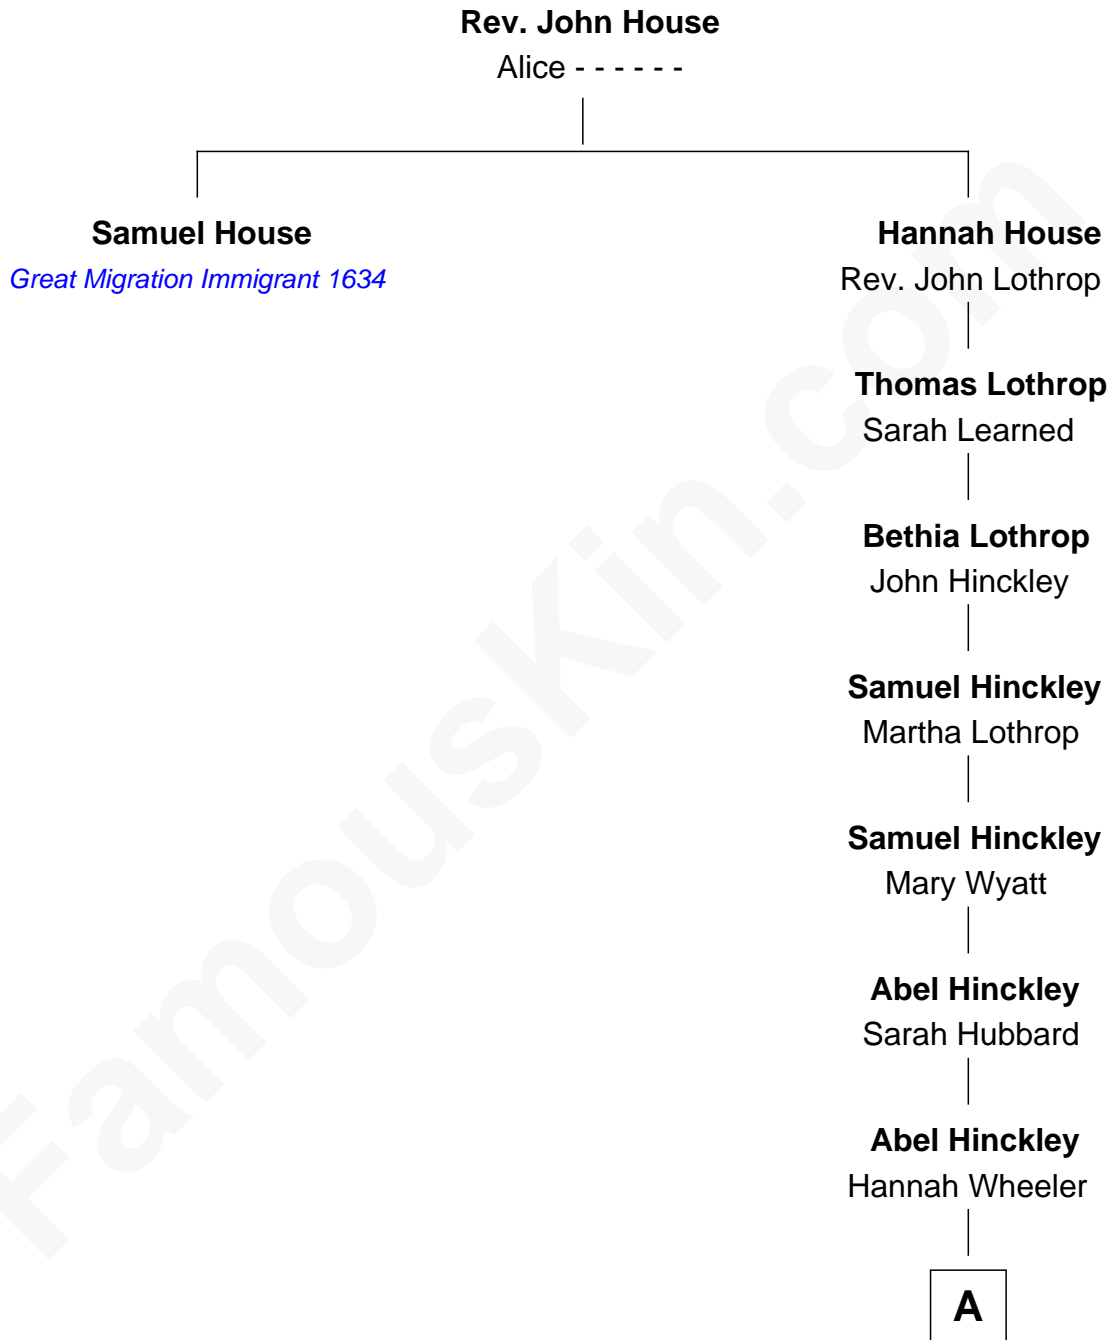 Rev. John House
Alice - - - - - -
Samuel House
Great Migration Immigrant 1634
Hannah House
Rev. John Lothrop
Thomas Lothrop
Sarah Learned
Bethia Lothrop
John Hinckley
Samuel Hinckley
Martha Lothrop
Samuel Hinckley
Mary Wyatt
Abel Hinckley
Sarah Hubbard
Abel Hinckley
Hannah Wheeler
A
FamousKin.com